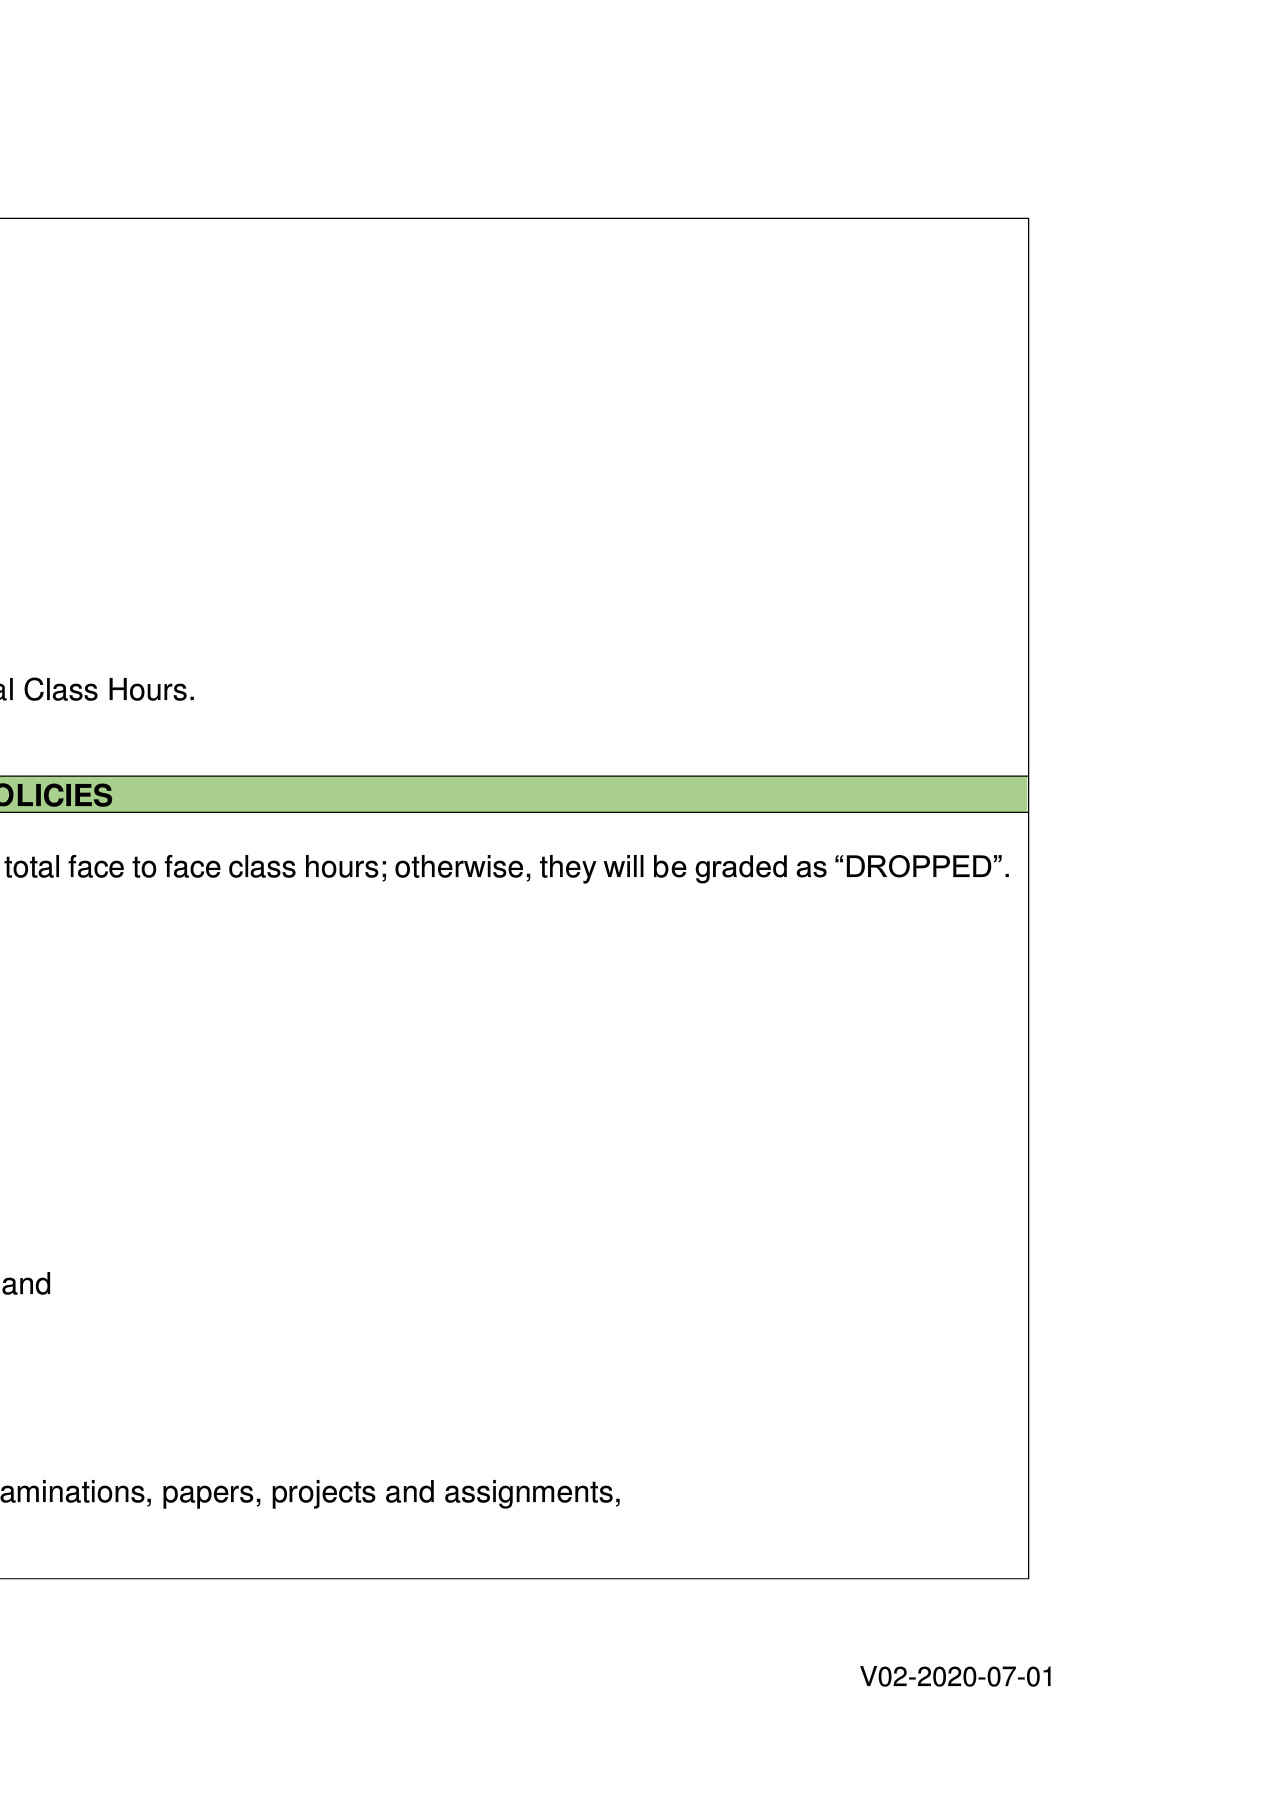 al Class Hours.
OLICIES
total face to face class hours; otherwise, they will be graded as “DROPPED”.
and
aminations, papers, projects and assignments,
V02-2020-07-01